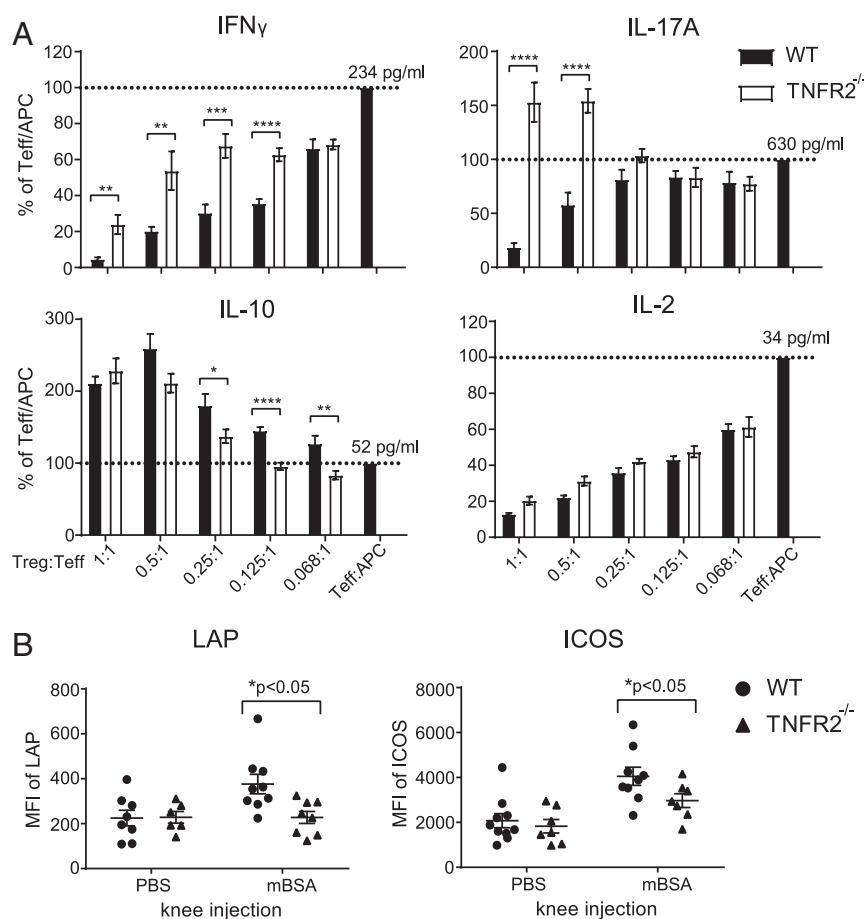 A
IFNγ
IL-17A
WT
TNFR2-/-
% of Teff/APC
120
100
80
60
40
20
0
**
**
***
****
234 pg/ml
200
150
100
50
0
****
****
630 pg/ml
IL-10
IL-2
% of Teff/APC
300
200
100
0
*
****
**
52 pg/ml
120
100
80
60
40
20
0
34 pg/ml
Treg:Teff 1:1 0.5:1 0.25:1 0.125:1 0.068:1 Teff:APC
1:1 0.5:1 0.25:1 0.125:1 0.068:1 Teff:APC
B
LAP
ICOS
WT
TNFR2-/-
MFI of LAP
800
600
400
200
0
*p<0.05
PBS mBSA
knee injection
MFI of ICOS
8000
6000
4000
2000
0
*p<0.05
PBS mBSA
knee injection